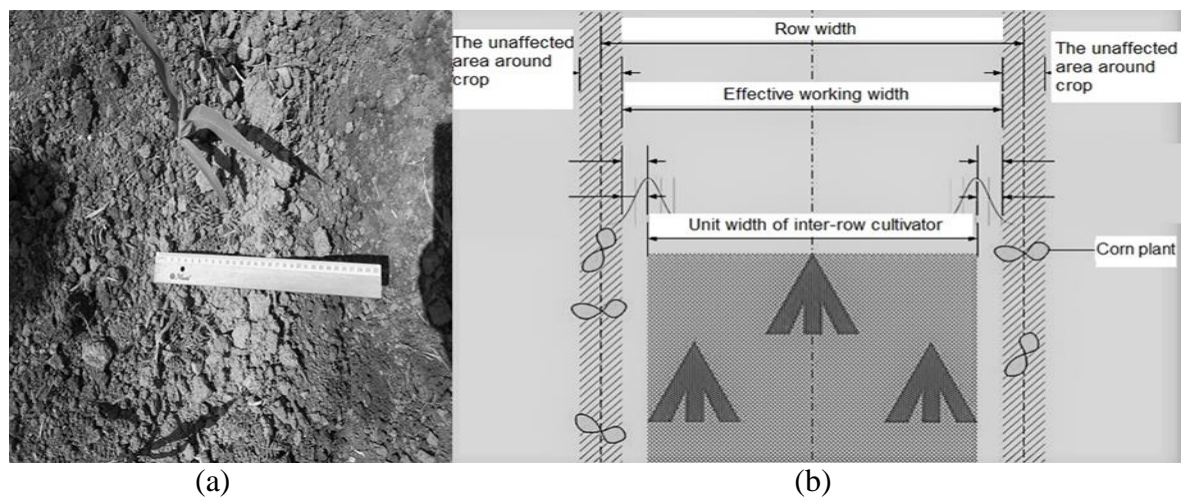 Row width
The unaffected
area around
crop
The unaffected
area around
crop
Effective working width
Unit width of inter-row cultivator
Corn plant
(a)
(b)